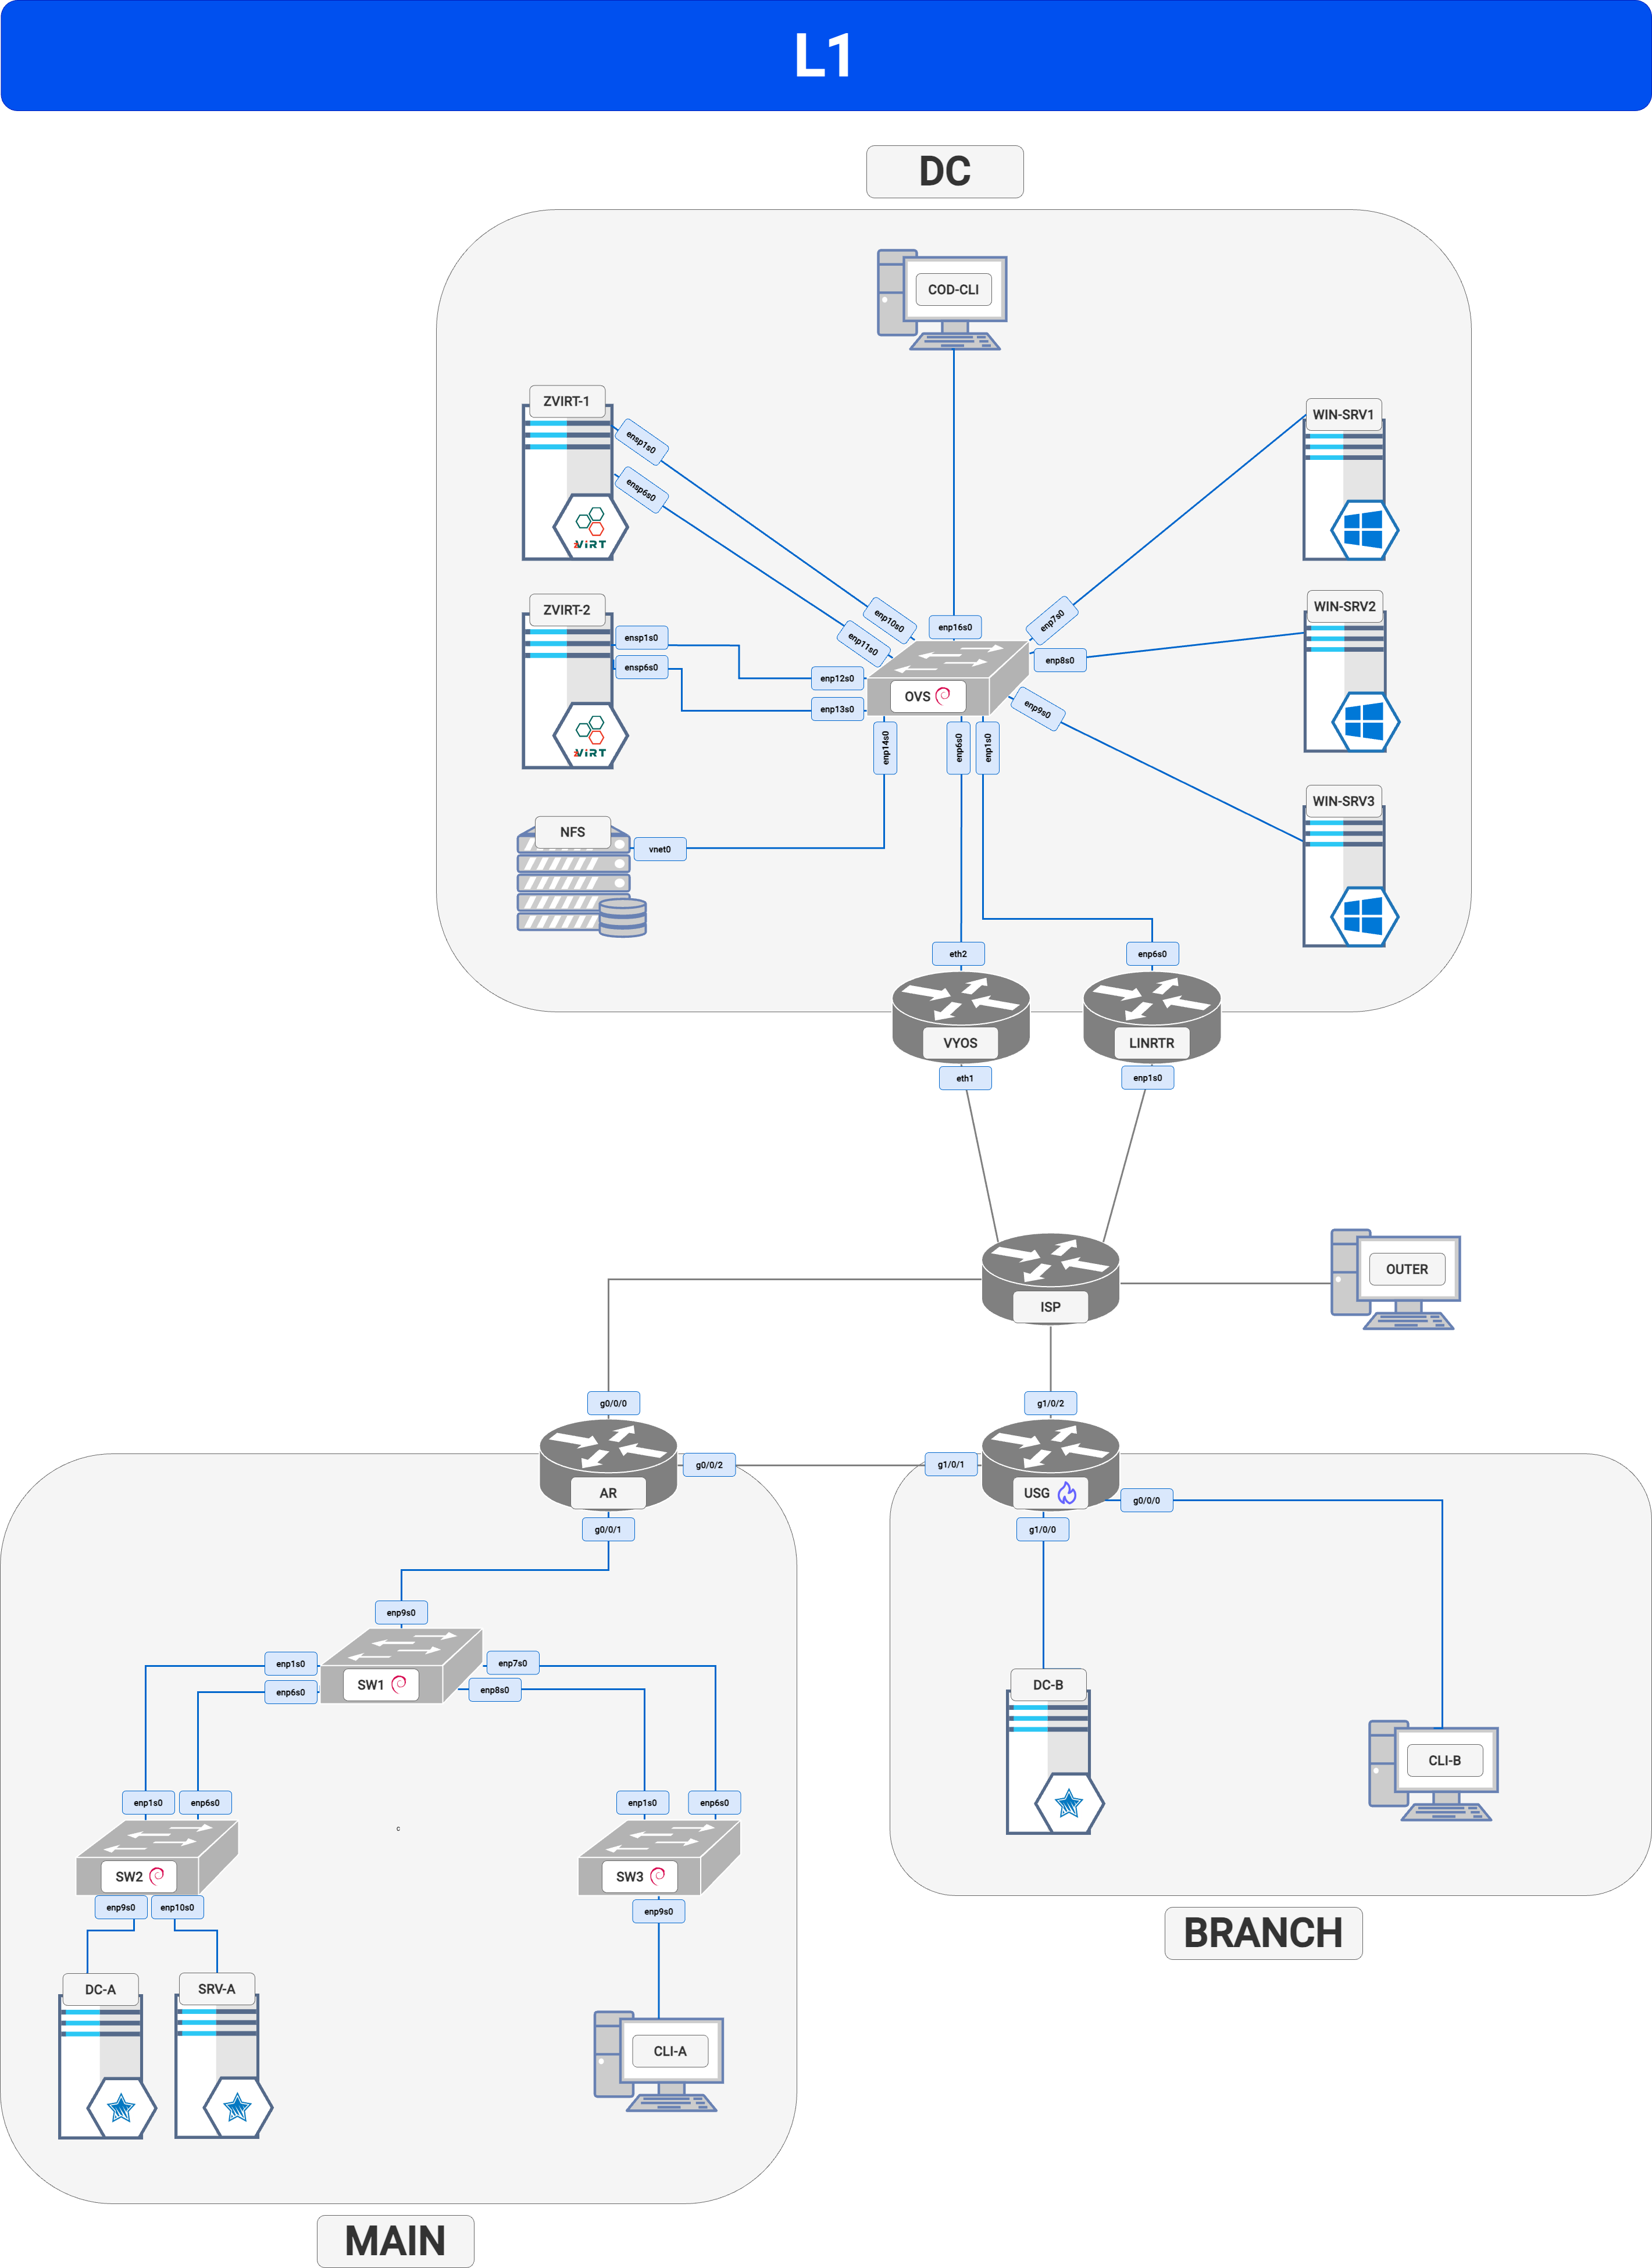 L1
DC
COD-CLI
ZVIRT-1
WIN-SRV1
ensp1s0
ensp6s0
zVİRT
ZVIRT-2
WIN-SRV2
enp10s0
enp11s0
enp16s0
enp7s0
ensp1s0
ensp6s0
enp8s0
enp12s0
enp13s0
OVS
enp9s0
enp14s0
enp6s0
enp1s0
zVİRT
WIN-SRV3
NFS
vnet0
eth2
enp6s0
VYOS
LINRTR
eth1
enp1s0
OUTER
ISP
g0/0/0
g1/0/2
g0/0/2
g1/0/1
AR
USG
g0/0/0
g0/0/1
g1/0/0
enp9s0
enp1s0
enp7s0
enp6s0
SW1
enp8s0
DC-B
CLI-B
enp1s0
enp6s0
enp1s0
enp6s0
c
SW2
SW3
enp9s0
enp10s0
enp9s0
BRANCH
DC-A
SRV-A
CLI-A
MAIN